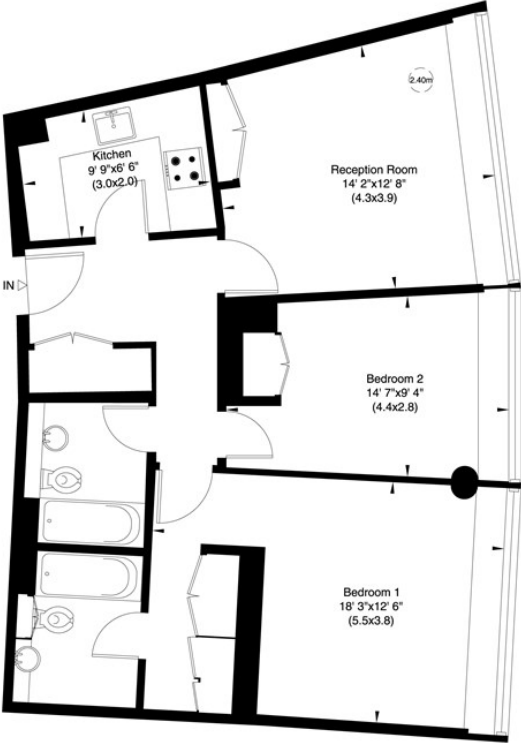 2.40m
Kitchen
9' 9"x6' 6"
(3.0x2.0)
Reception Room
14' 2"x12' 8"
(4.3x3.9)
IN
Bedroom 2
14' 7"x9' 4"
(4.4x2.8)
Bedroom 1
18' 3"x12' 6"
(5.5x3.8)